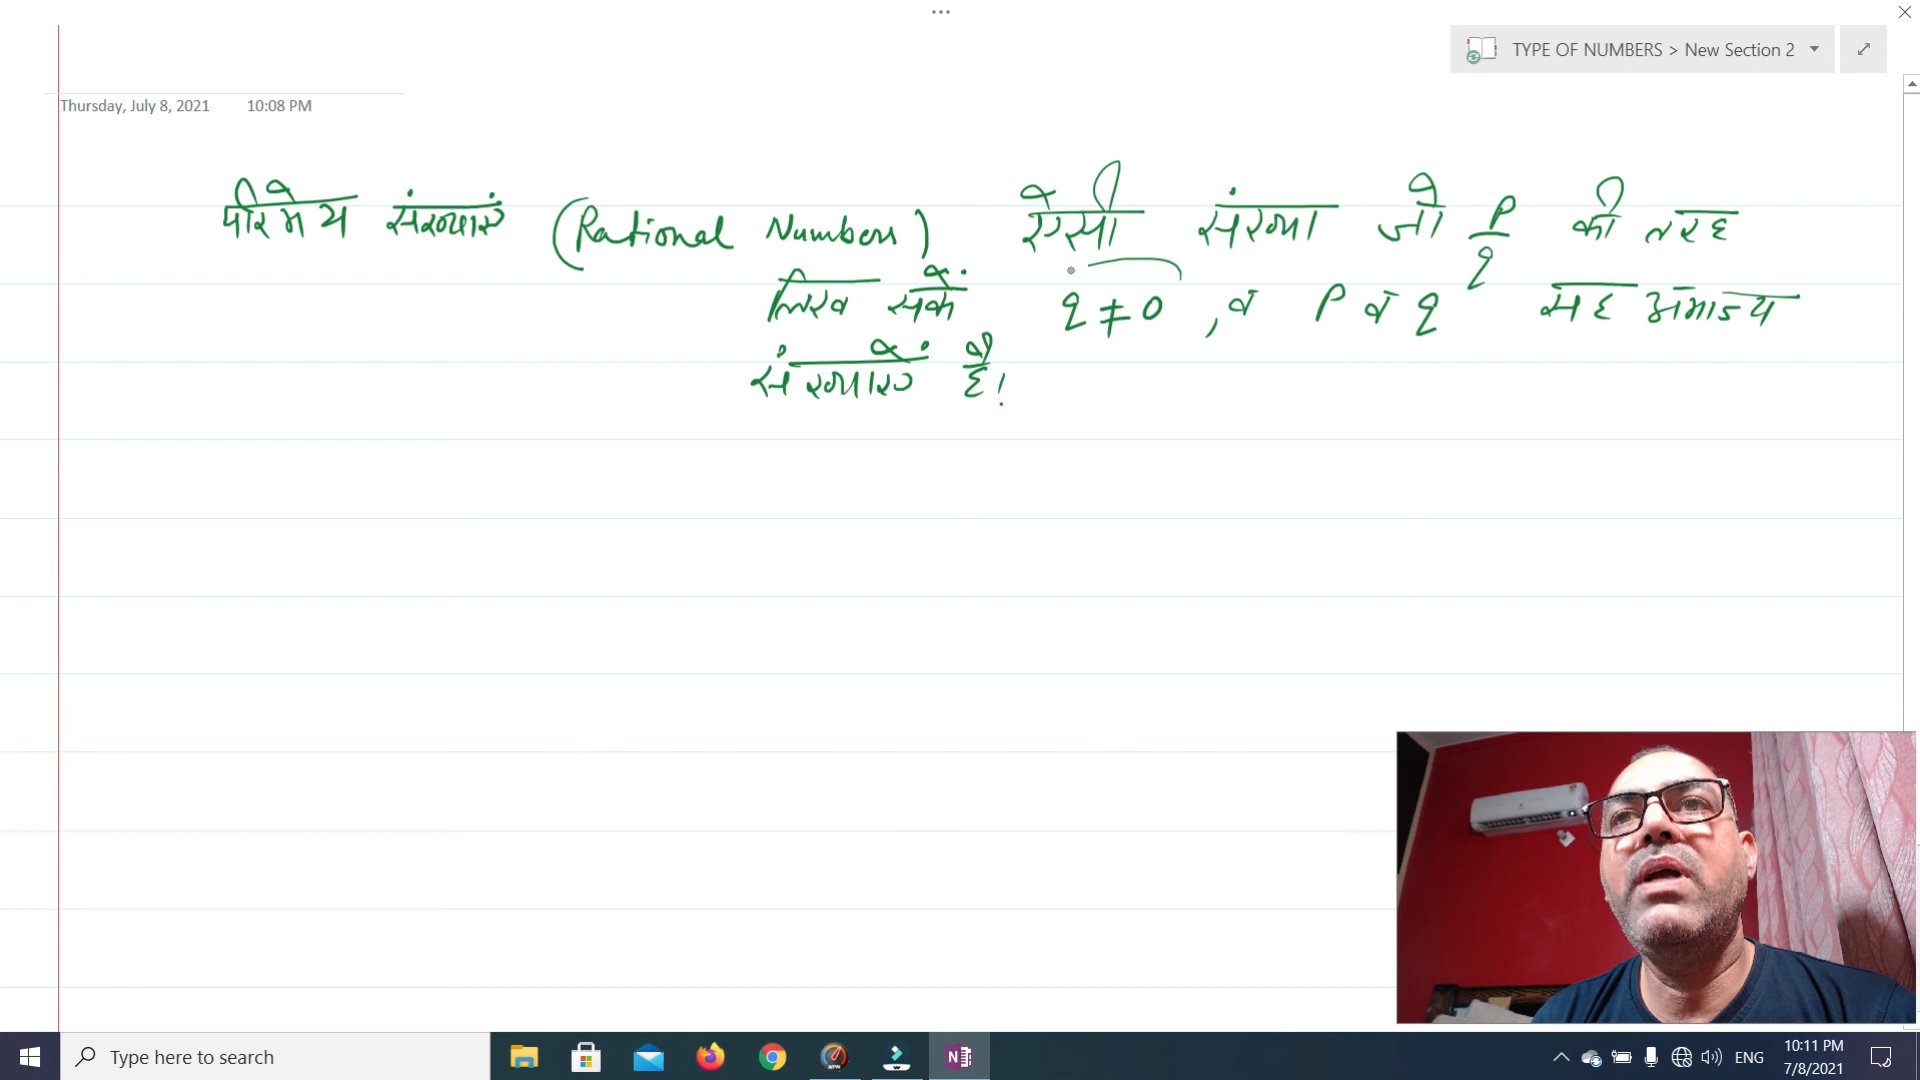 TYPE OF NUMBERS > New Section 2
Thursday, July 8, 2021 10:08 PM
परिमेय संख्याएं (Rational Numbers) ऐसी संख्या जो p/q की तरह
लिख सकें q ≠ 0, व p व q सह अभाज्य
संख्याएं हैं!
Type here to search
ENG
10:11 PM
7/8/2021